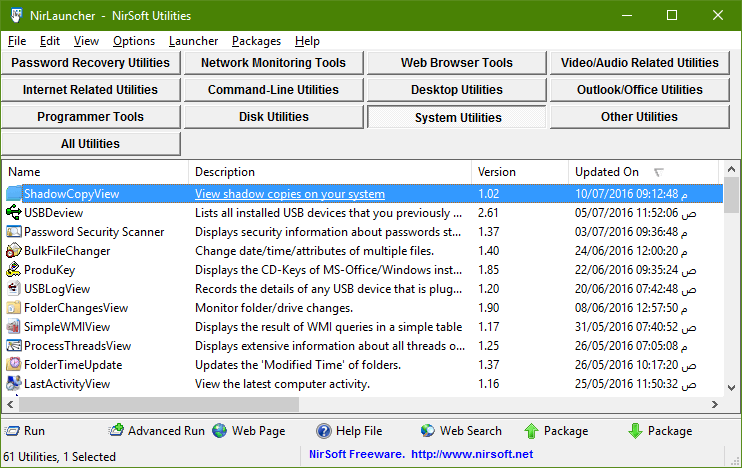 NirLauncher - NirSoft Utilities
File Edit View Options Launcher Packages Help
Password Recovery Utilities Network Monitoring Tools Web Browser Tools Video/Audio Related Utilities
Internet Related Utilities Command-Line Utilities Desktop Utilities Outlook/Office Utilities
Programmer Tools Disk Utilities System Utilities Other Utilities
All Utilities
Name Description Version Updated On
ShadowCopyView View shadow copies on your system 1.02 10/07/2016 09:12:48 م
USBDeview Lists all installed USB devices that you previously ... 2.61 05/07/2016 11:52:06 ص
Password Security Scanner Displays security information about passwords st... 1.37 03/07/2016 09:36:48 م
BulkFileChanger Change date/time/attributes of multiple files. 1.40 24/06/2016 12:00:20 م
ProduKey Displays the CD-Keys of MS-Office/Windows inst... 1.85 22/06/2016 09:35:24 ص
USBLogView Records the details of any USB device that is plug... 1.20 20/06/2016 07:42:48 ص
FolderChangesView Monitor folder/drive changes. 1.90 08/06/2016 12:57:50 م
SimpleWMIView Displays the result of WMI queries in a simple table 1.17 31/05/2016 07:40:52 ص
ProcessThreadsView Displays extensive information about all threads o... 1.25 26/05/2016 07:05:08 م
FolderTimeUpdate Updates the 'Modified Time' of folders. 1.37 26/05/2016 10:17:20 ص
LastActivityView View the latest computer activity. 1.16 25/05/2016 11:50:32 ص
Run Advanced Run Web Page Help File Web Search Package Package
61 Utilities, 1 Selected NirSoft Freeware. http://www.nirsoft.net